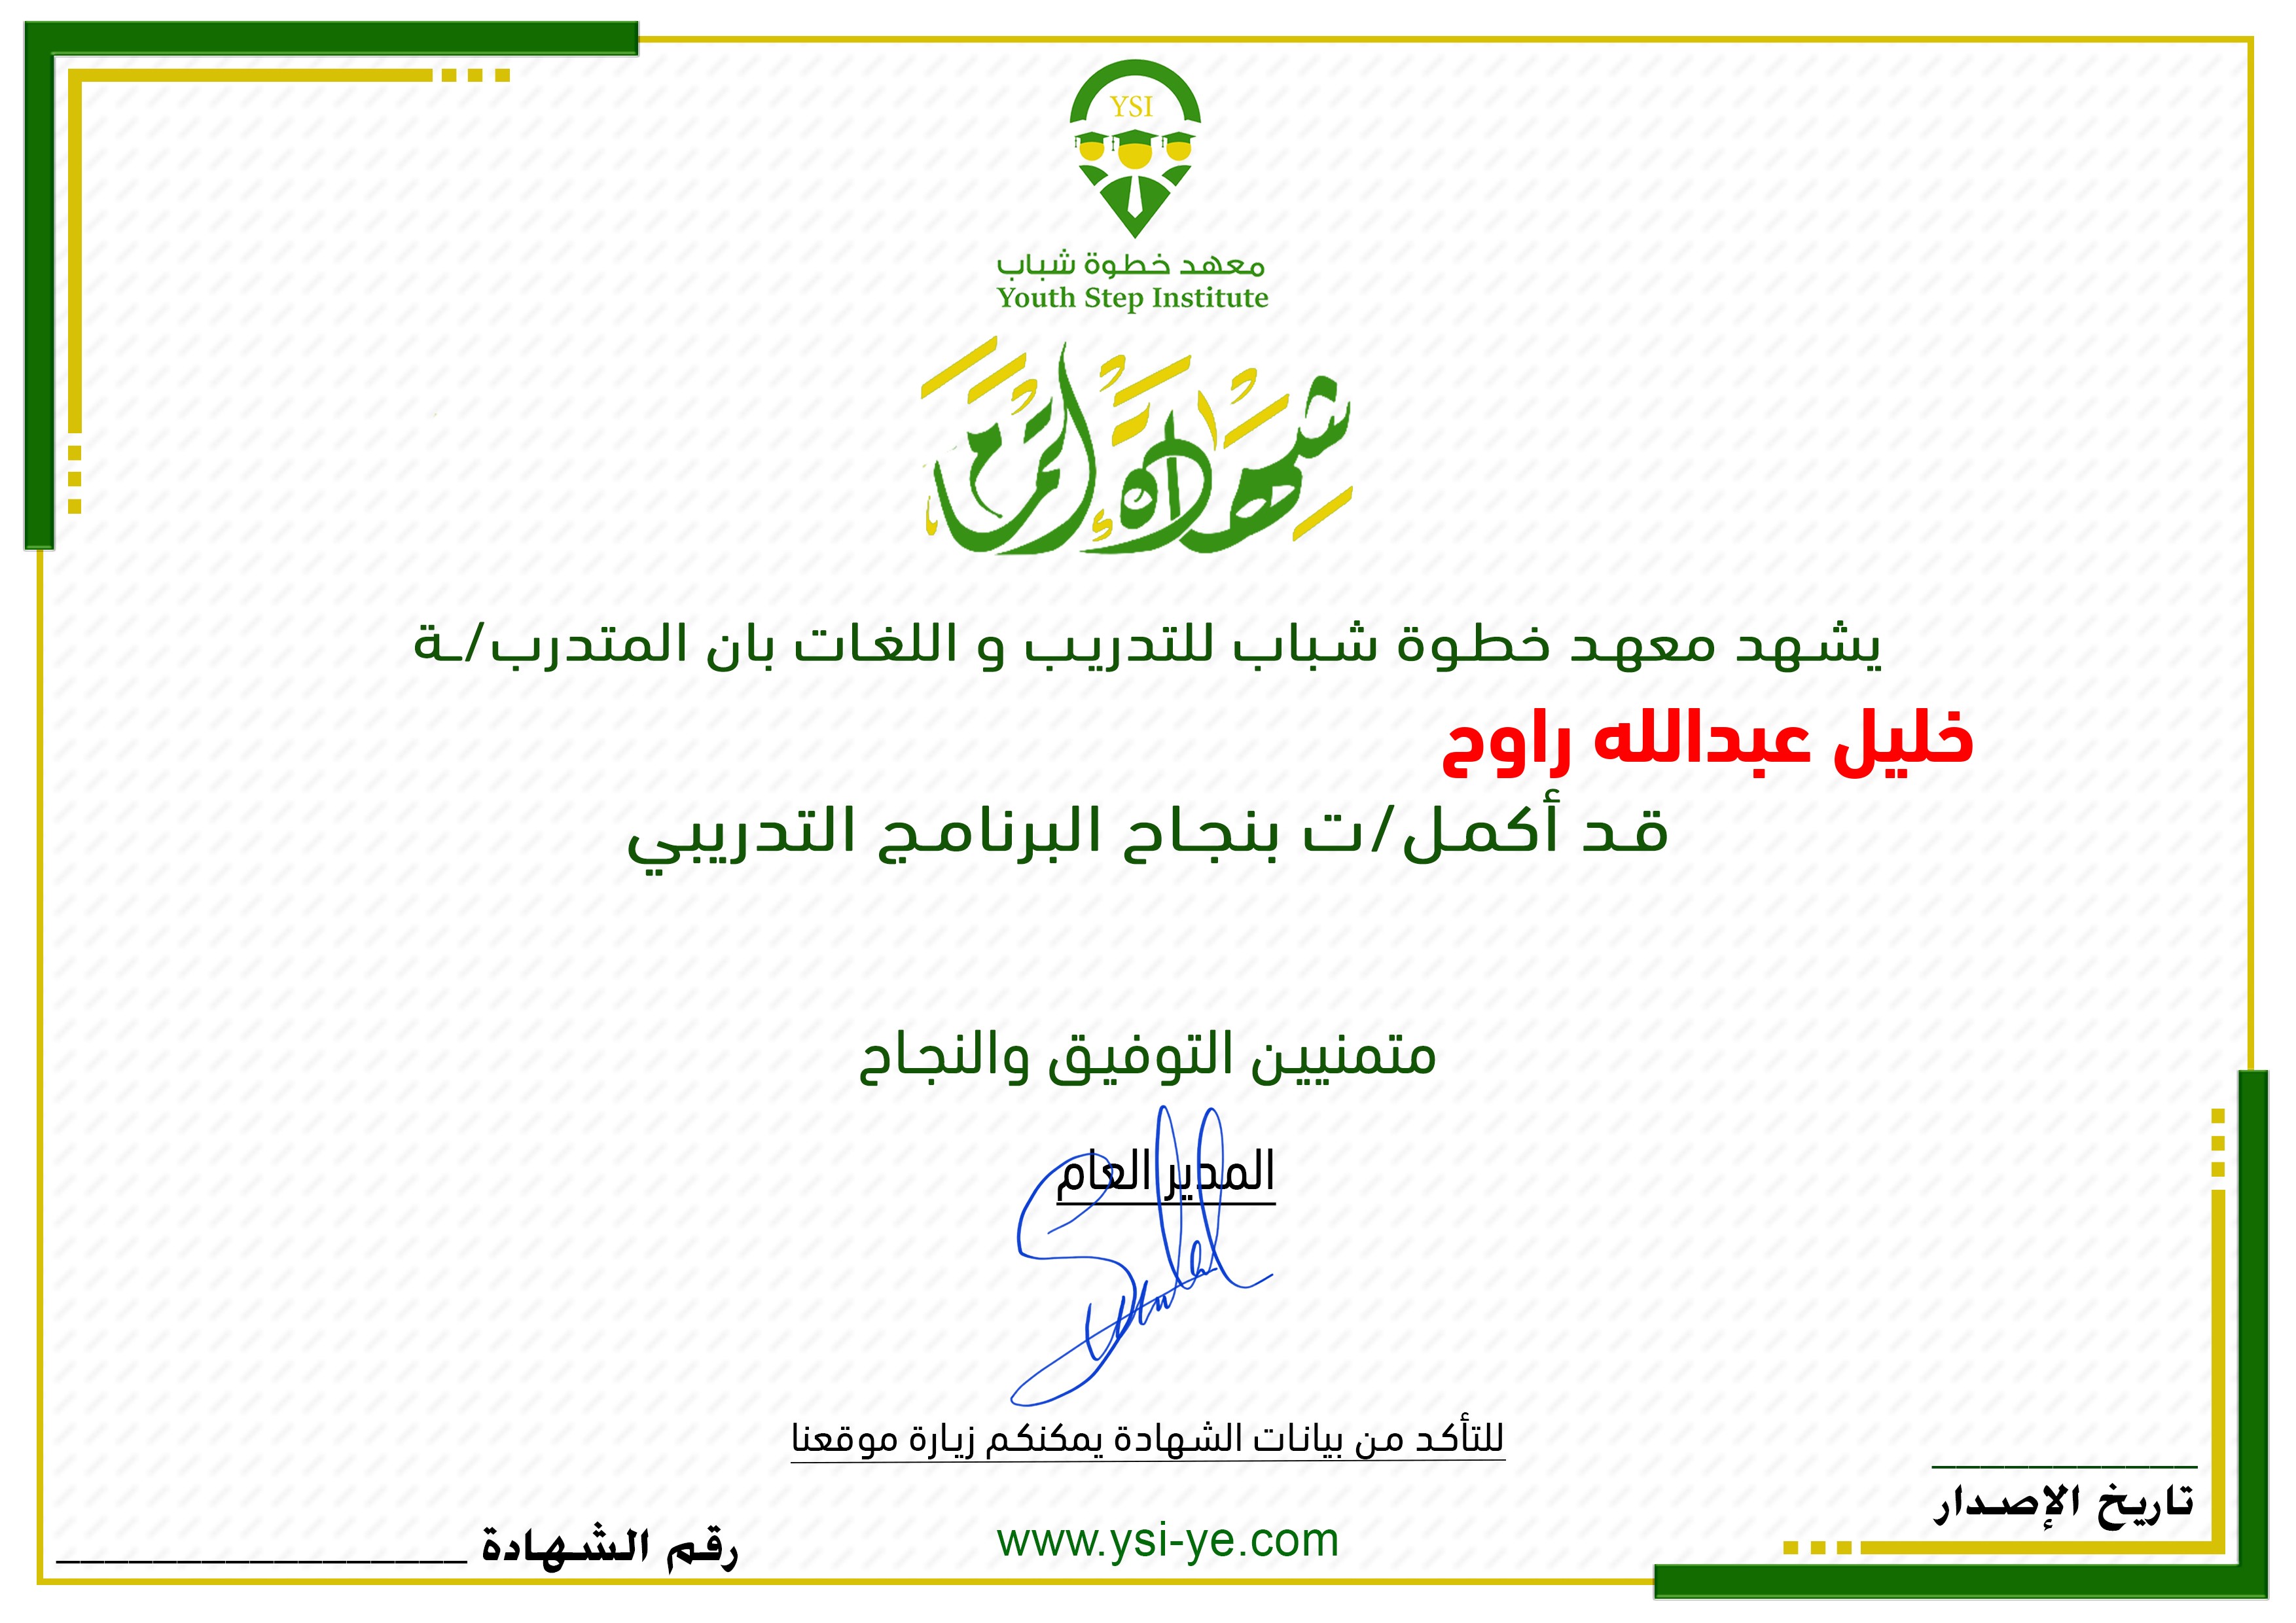 YSI
معهد خطوة شباب
Youth Step Institute
شهادة إتمام
يشهد معهد خطوة شباب للتدريب و اللغات بان المتدرب/ـة
خليل عبدالله راوح
قد أكمل/ت بنجاح البرنامج التدريبي
متمنيين التوفيق والنجاح
المدير العام
للتأكد من بيانات الشهادة يمكنكم زيارة موقعنا
تاريخ الإصدار
www.ysi-ye.com
رقم الشهادة